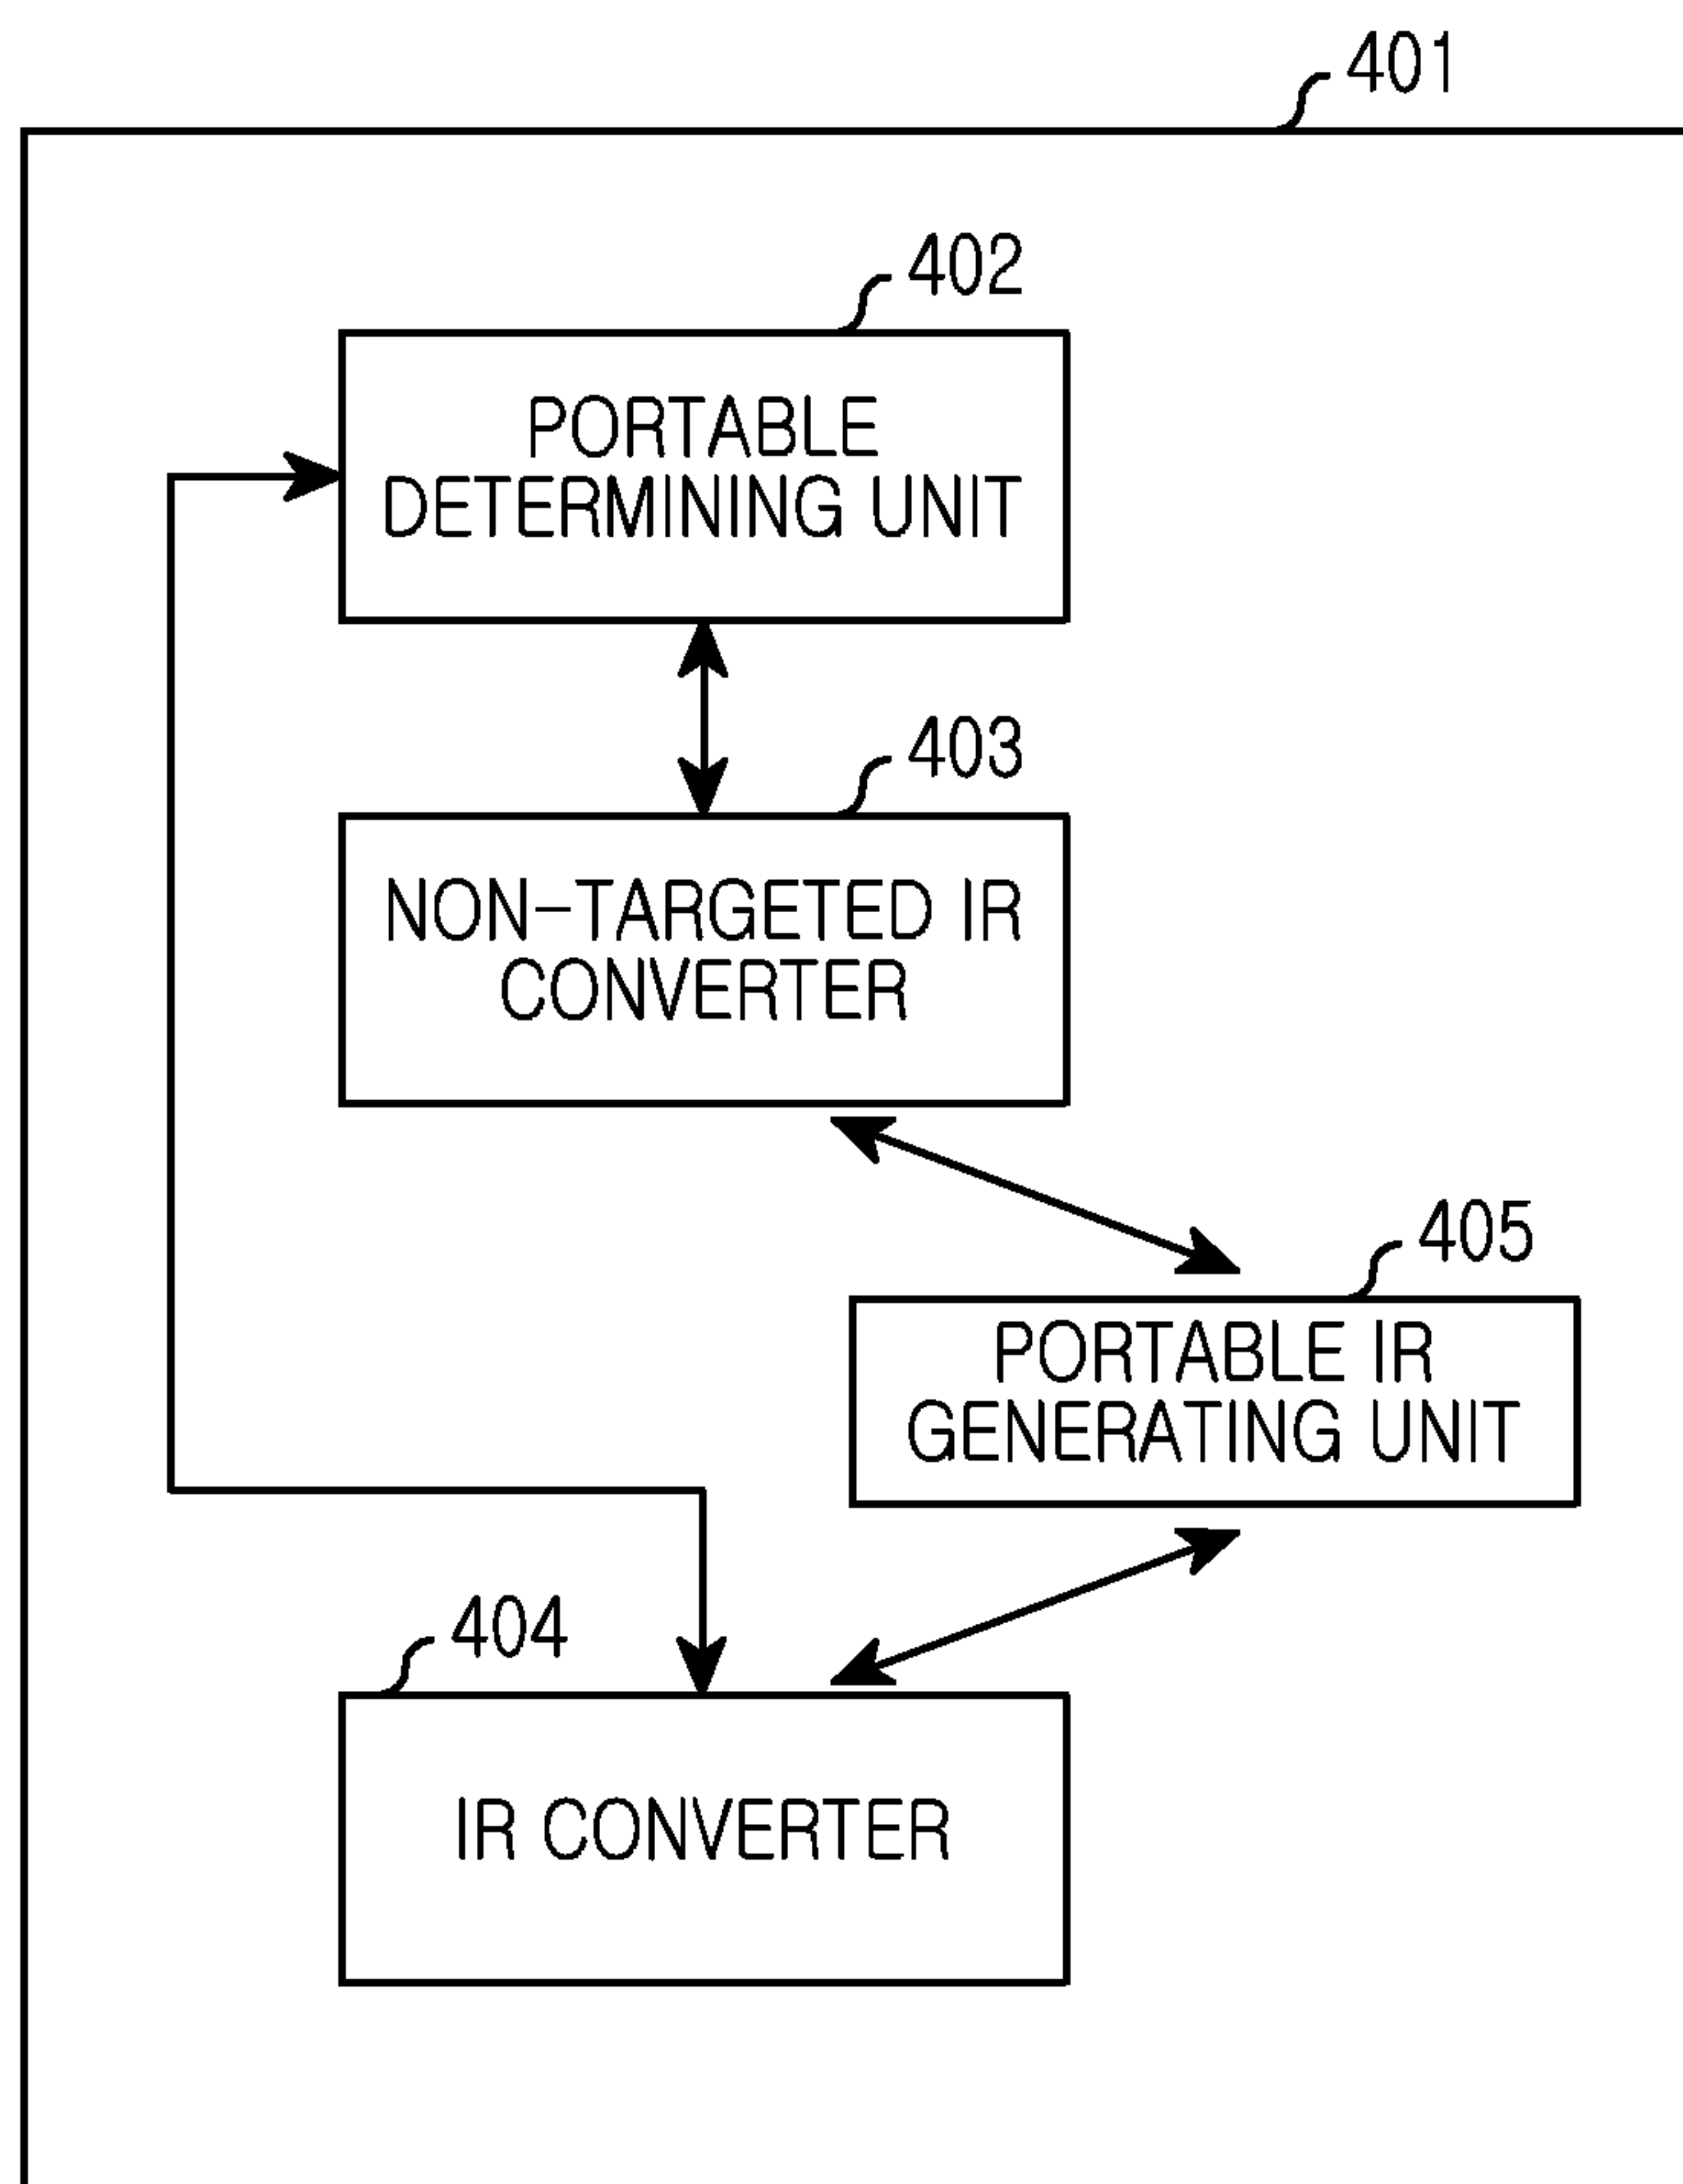 401
402
PORTABLE
DETERMINING UNIT
403
NON-TARGETED IR
CONVERTER
405
PORTABLE IR
GENERATING UNIT
404
IR CONVERTER